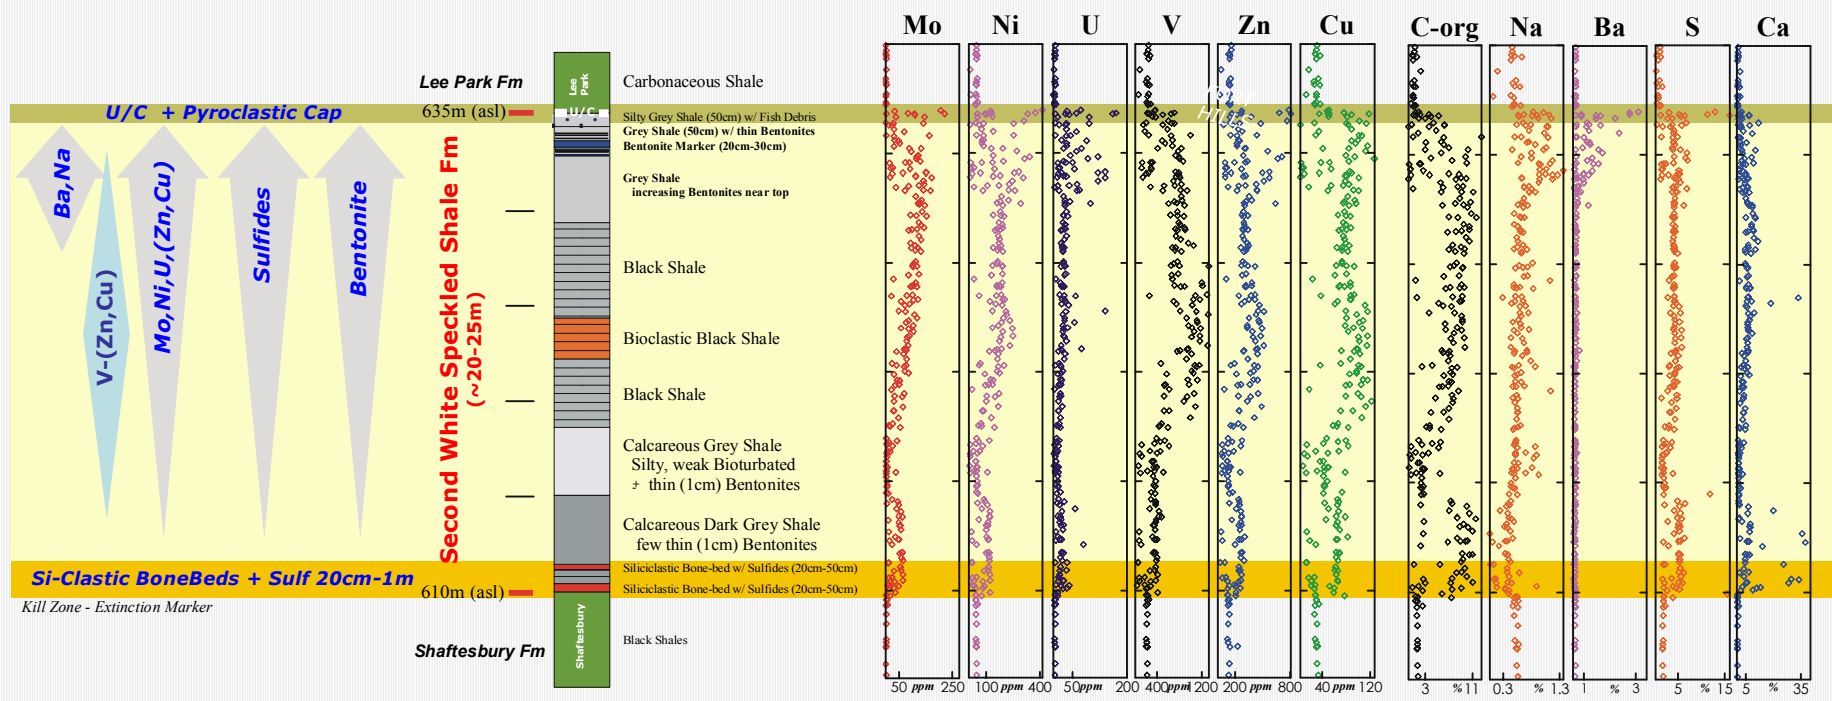 Mo Ni U V Zn Cu C-org Na Ba S Ca
Lee Park Fm
Lee Park
Carbonaceous Shale
U/C + Pyroclastic Cap
635m (asl)
U/C
Silty Grey Shale (50cm) w/ Fish Debris
Grey Shale (50cm) w/ thin Bentonites
Bentonite Marker (20cm-30cm)
Grey Shale
increasing Bentonites near top
Ba,Na
V-(Zn,Cu)
Mo,Ni,U,(Zn,Cu)
Sulfides
Bentonite
Second White Speckled Shale Fm
(~20-25m)
Black Shale
Bioclastic Black Shale
Black Shale
Calcareous Grey Shale
Silty, weak Bioturbated
± thin (1cm) Bentonites
Calcareous Dark Grey Shale
few thin (1cm) Bentonites
Si-Clastic BoneBeds + Sulf 20cm-1m
Siliciclastic Bone-bed w/ Sulfides (20cm-50cm)
Siliciclastic Bone-bed w/ Sulfides (20cm-50cm)
610m (asl)
Kill Zone - Extinction Marker
Shaftesbury
Shaftesbury Fm
Black Shales
50 ppm 250 100 ppm 400 50 ppm 200 400 ppm 1200 200 ppm 800 40 ppm 120 3 % 11 0.3 % 1.3 1 % 3 5 % 15 5 % 35